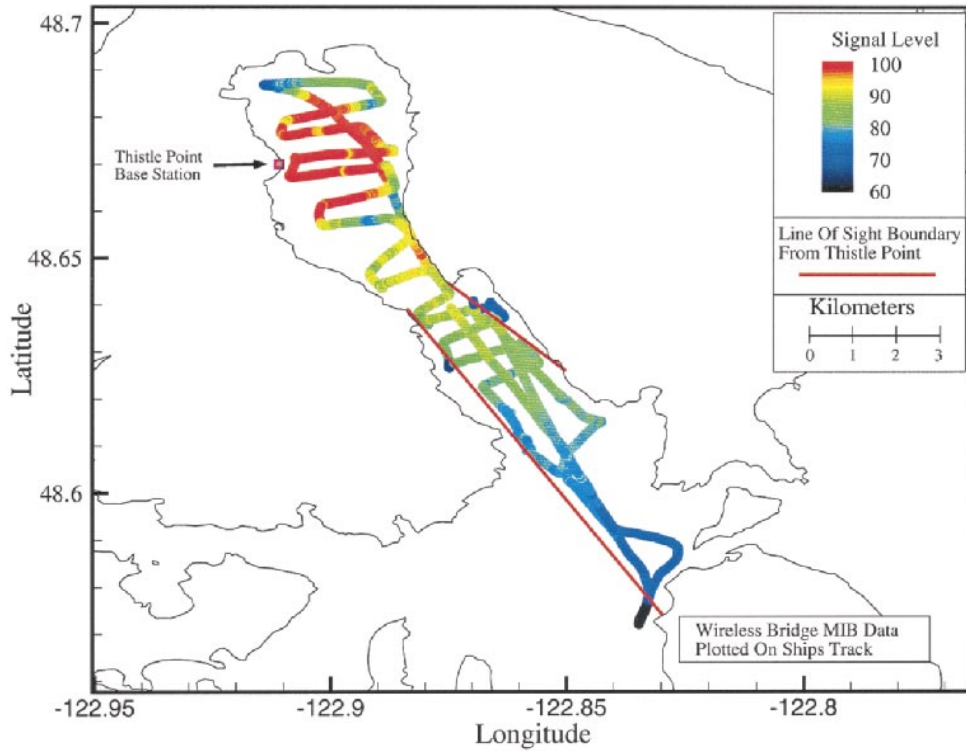 48.7
48.65
48.6
Latitude
Thistle Point
Base Station
Signal Level
100
90
80
70
60
Line Of Sight Boundary
From Thistle Point
Kilometers
0 1 2 3
Wireless Bridge MIB Data
Plotted On Ships Track
-122.95 -122.9 -122.85 -122.8
Longitude